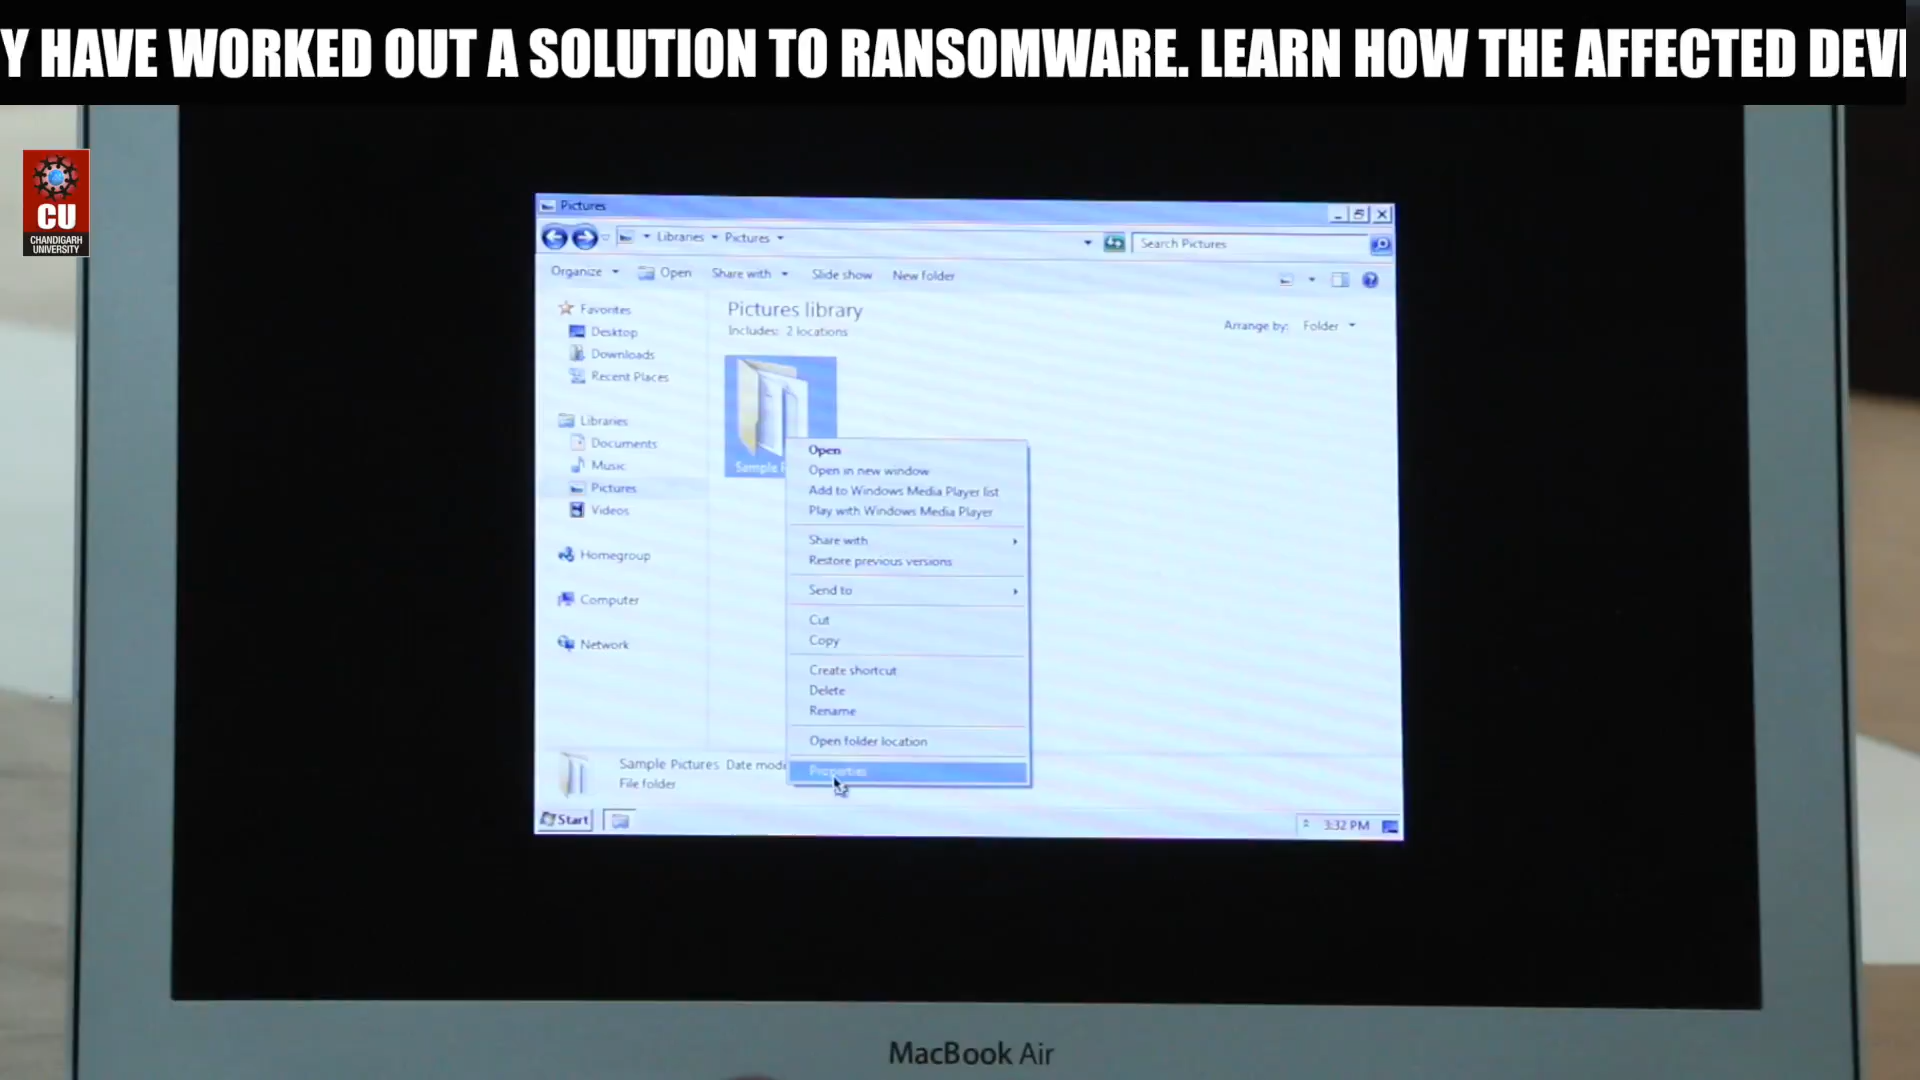 Y HAVE WORKED OUT A SOLUTION TO RANSOMWARE. LEARN HOW THE AFFECTED DEVI
CU
CHANDIGARH
UNIVERSITY
Pictures
Libraries Pictures
Search Pictures
Organize Open Share with Slide show New folder
Favorites
Desktop
Downloads
Recent Places
Libraries
Documents
Music
Pictures
Videos
Homegroup
Computer
Network
Pictures library
Includes: 2 locations
Arrange by: Folder
Sample P
Open
Open in new window
Add to Windows Media Player list
Play with Windows Media Player
Share with
Restore previous versions
Send to
Cut
Copy
Create shortcut
Delete
Rename
Open folder location
Properties
Sample Pictures Date modi
File folder
Start
3:32 PM
MacBook Air